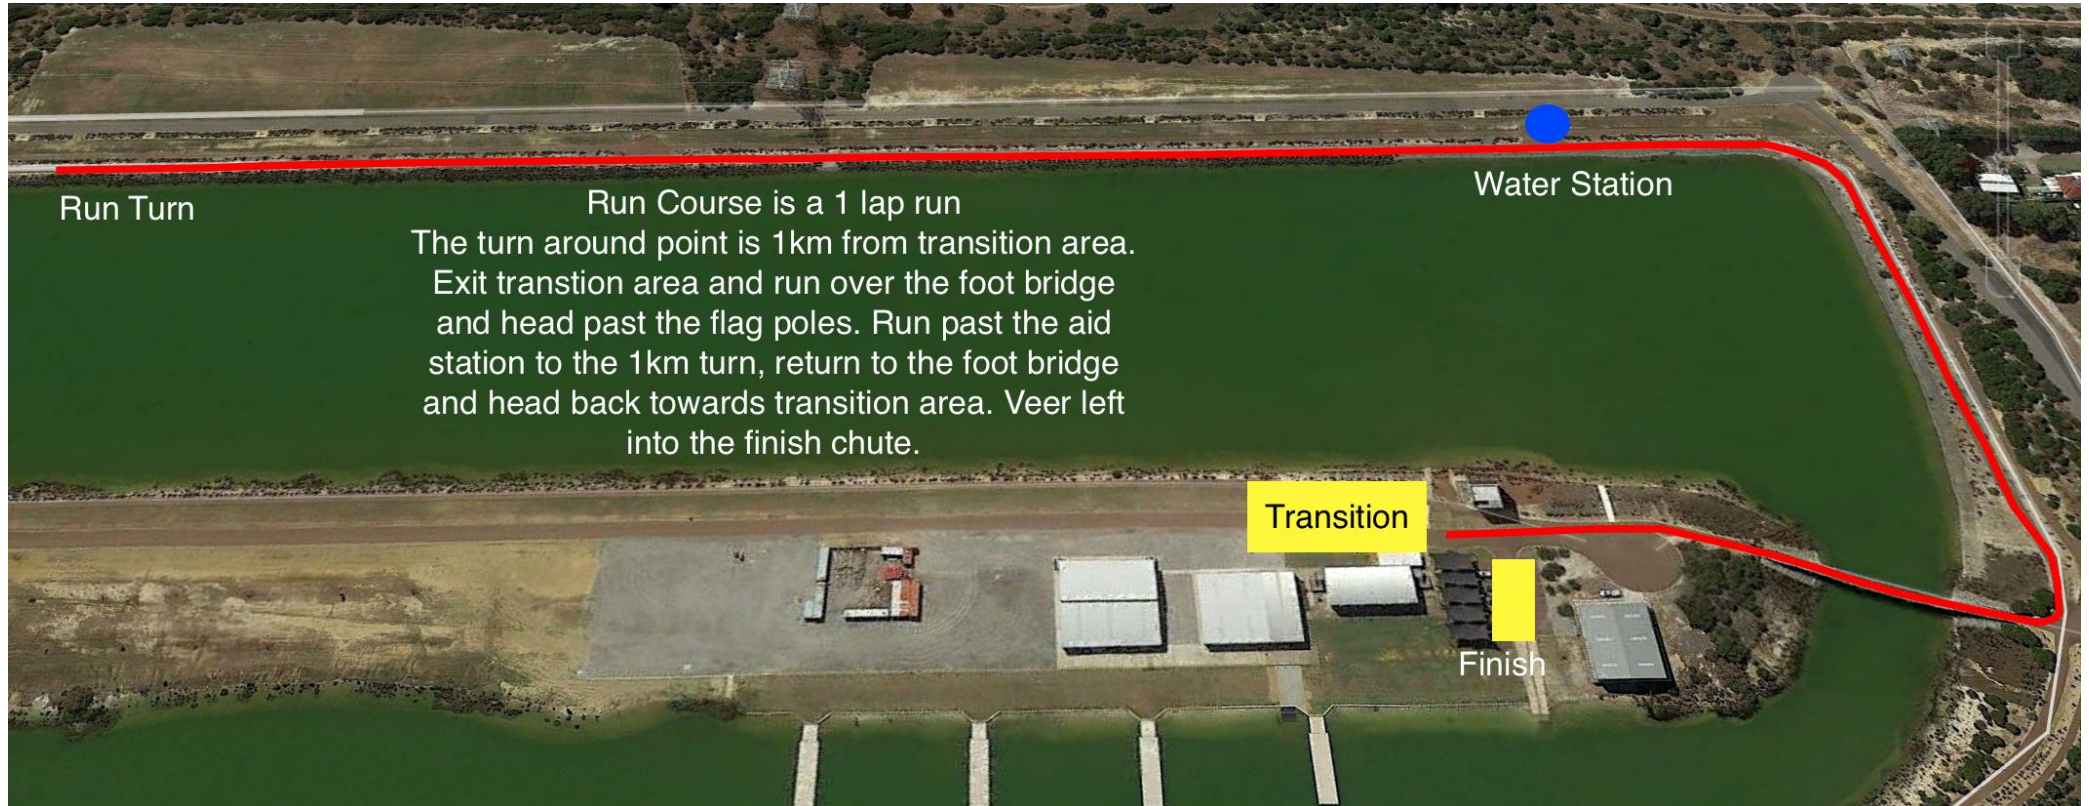 Run Turn
Water Station
Run Course is a 1 lap run
The turn around point is 1km from transition area.
Exit transtion area and run over the foot bridge
and head past the flag poles. Run past the aid
station to the 1km turn, return to the foot bridge
and head back towards transition area. Veer left
into the finish chute.
Transition
Finish